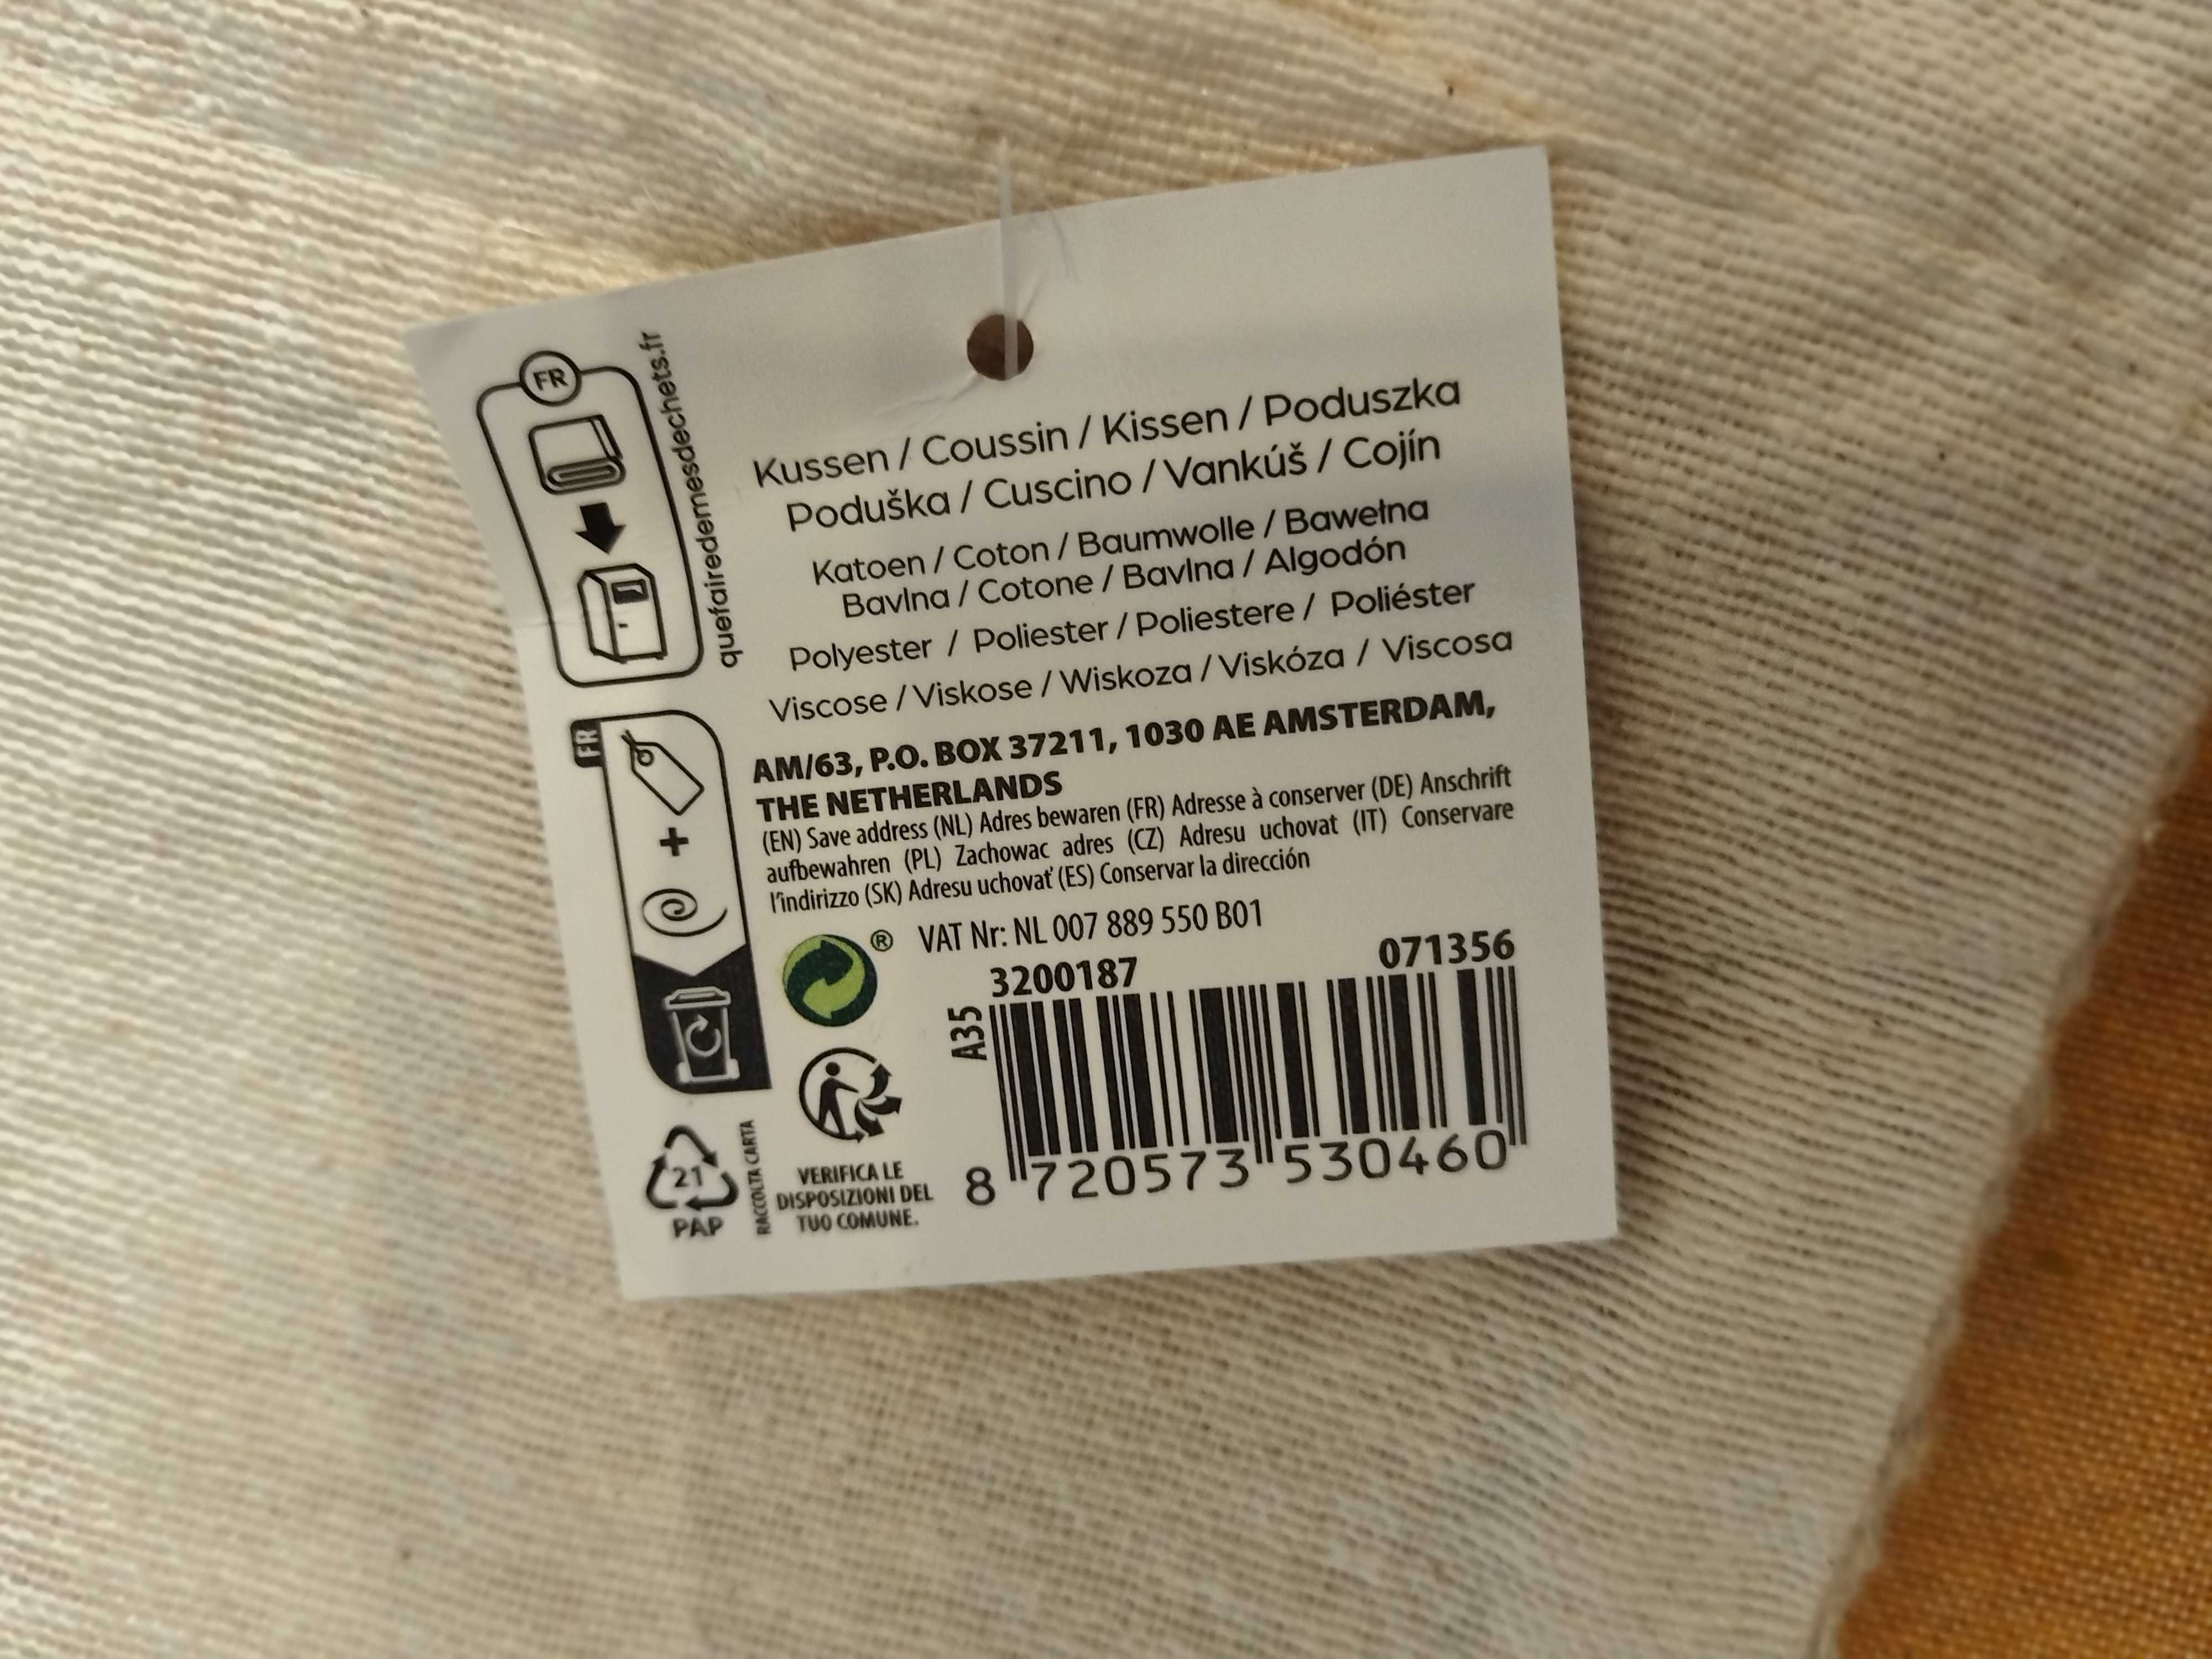 FR
quefairedemesdechets.fr
Kussen / Coussin / Kissen / Poduszka
Poduška / Cuscino / Vankúš / Cojín
Katoen / Coton / Baumwolle / Bawełna
Bavlna / Cotone / Bavlna / Algodón
Polyester / Poliester / Poliestere / Poliéster
Viscose / Viskose / Wiskoza / Viskóza / Viscosa
FR
+
AM/63, P.O. BOX 37211, 1030 AE AMSTERDAM,
THE NETHERLANDS
(EN) Save address (NL) Adres bewaren (FR) Adresse à conserver (DE) Anschrift
aufbewahren (PL) Zachowac adres (CZ) Adresu uchovat (IT) Conservare
l'indirizzo (SK) Adresu uchovať (ES) Conservar la dirección
® VAT Nr: NL 007 889 550 B01
3200187 071356
A35
8 720573 530460
21
PAP
RACCOLTA CARTA
VERIFICA LE
DISPOSIZIONI DEL
TUO COMUNE.